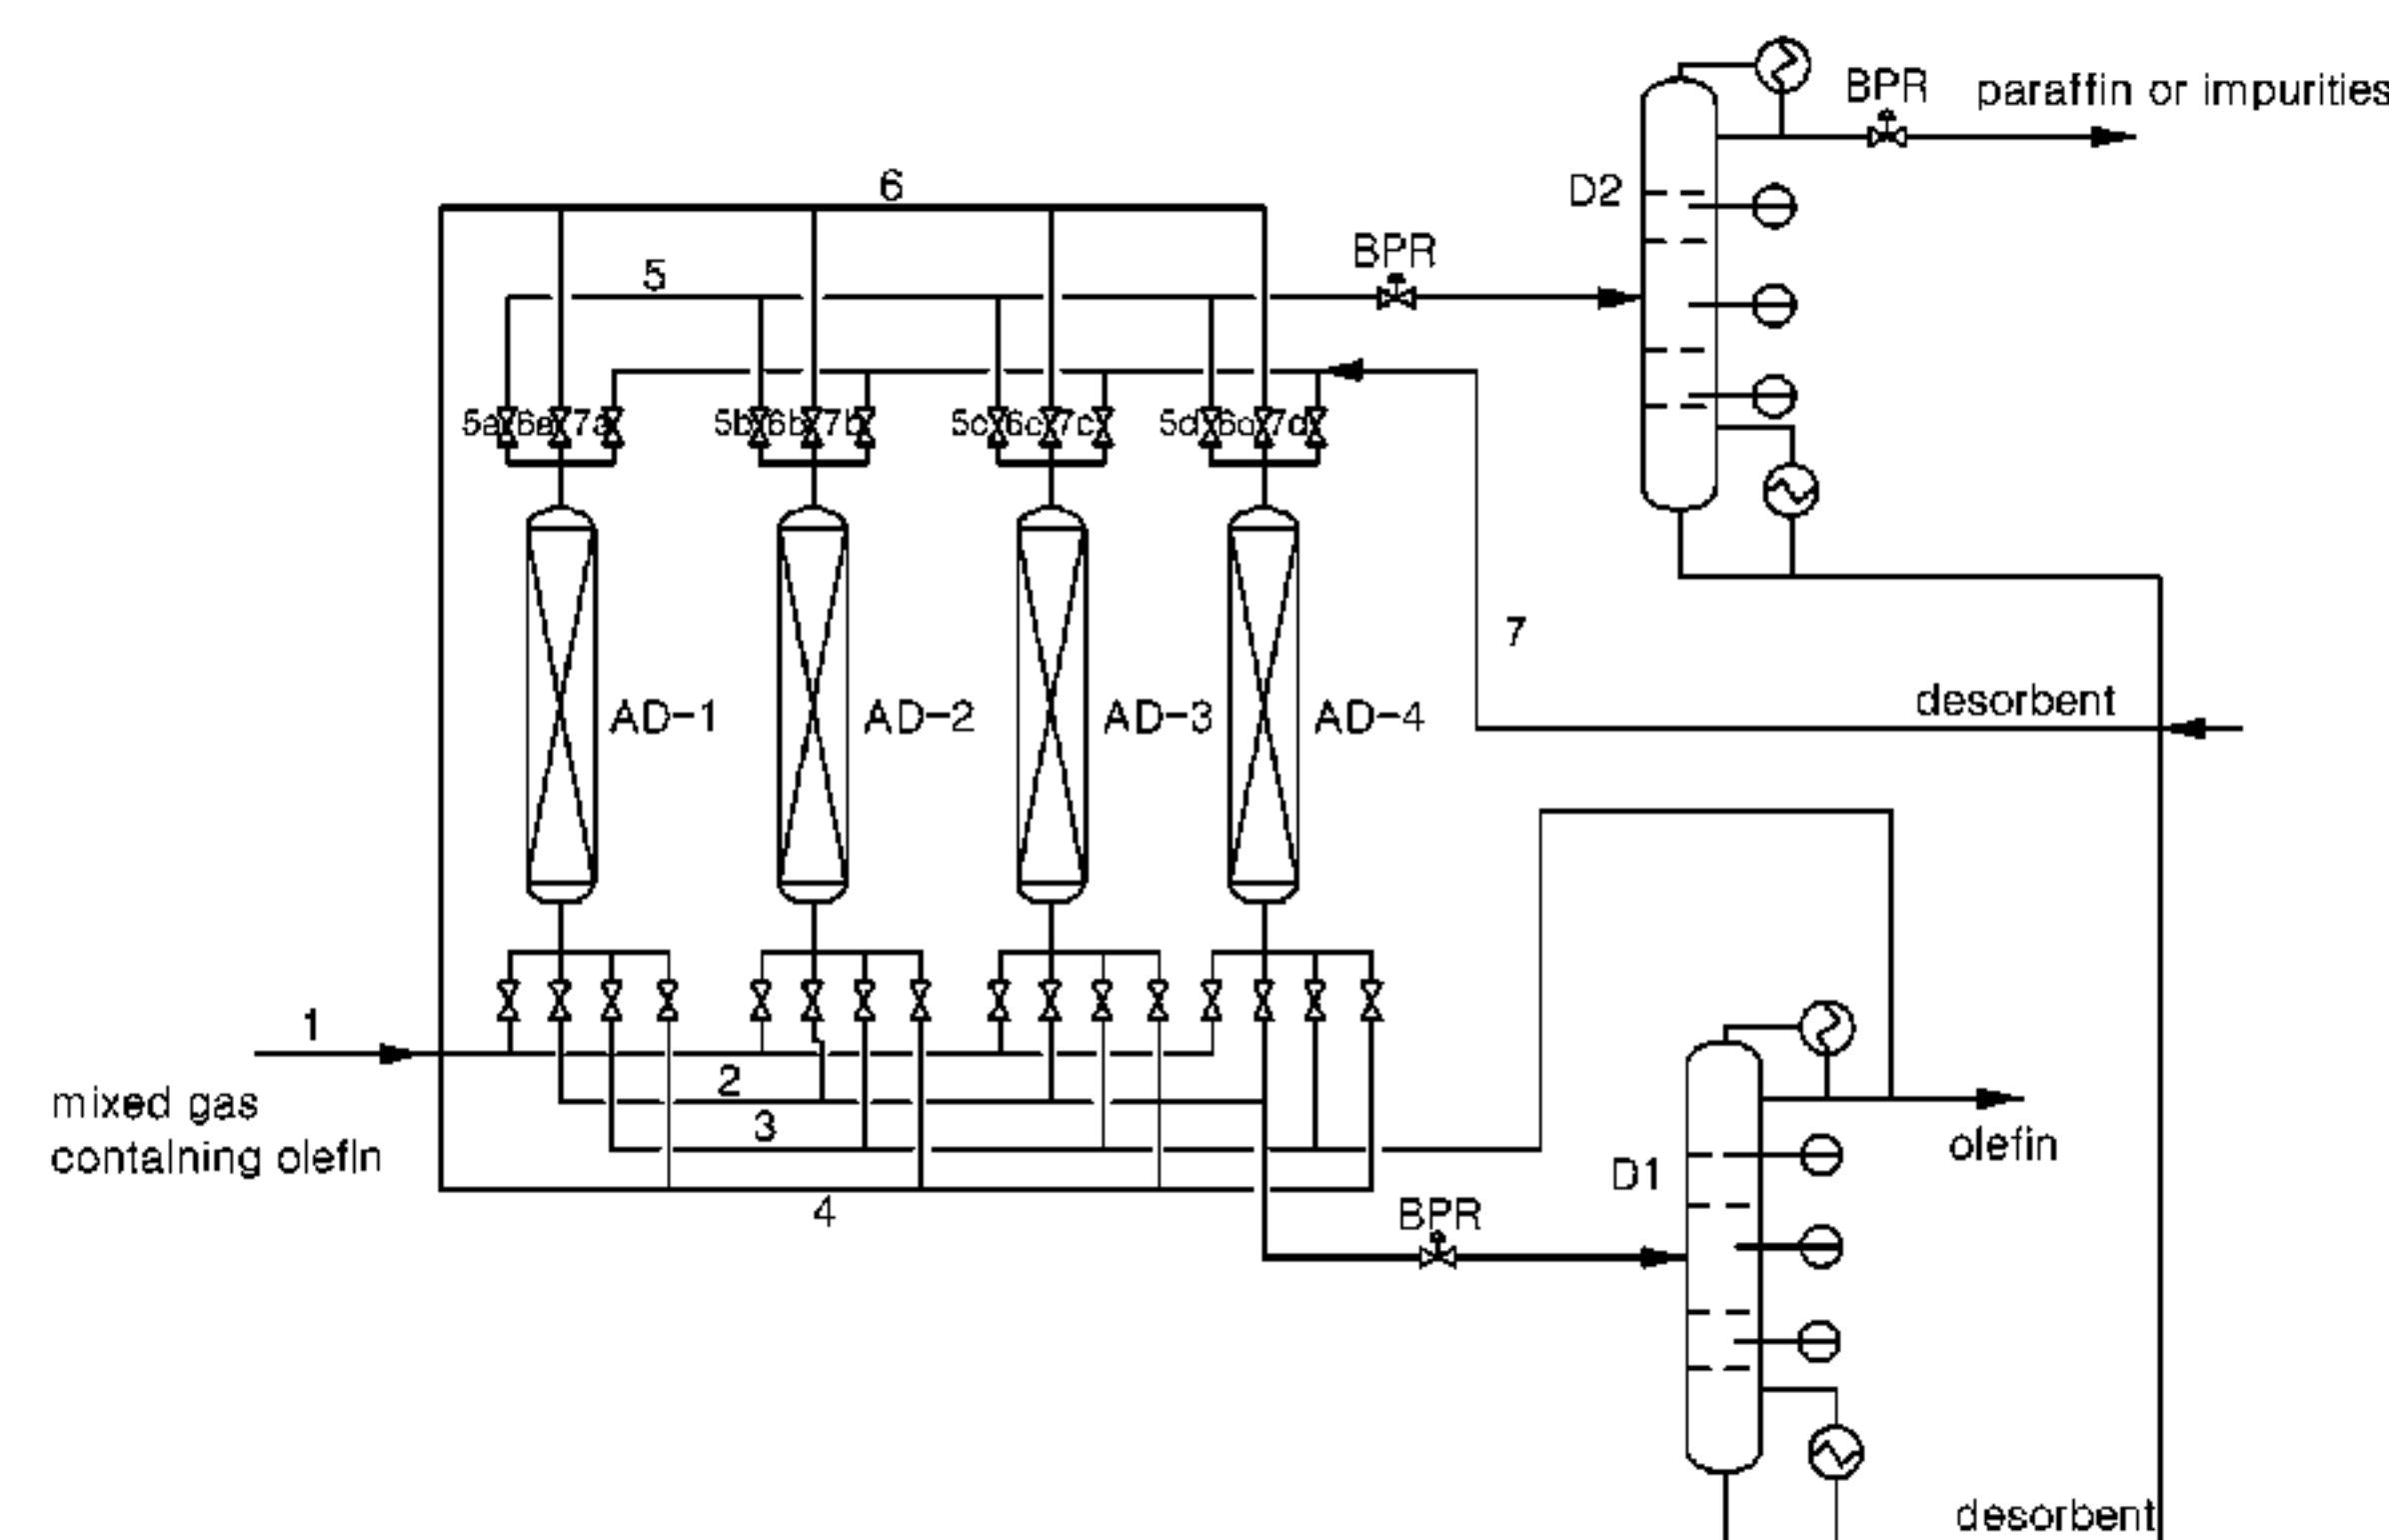 BPR
paraffin or impurities
D2
6
BPR
5
5a 6a 7a
5b 6b 7b
5c 6c 7c
5d 6d 7d
7
desorbent
AD-1
AD-2
AD-3
AD-4
1
mixed gas
containing olefin
2
3
4
olefin
D1
BPR
desorbent